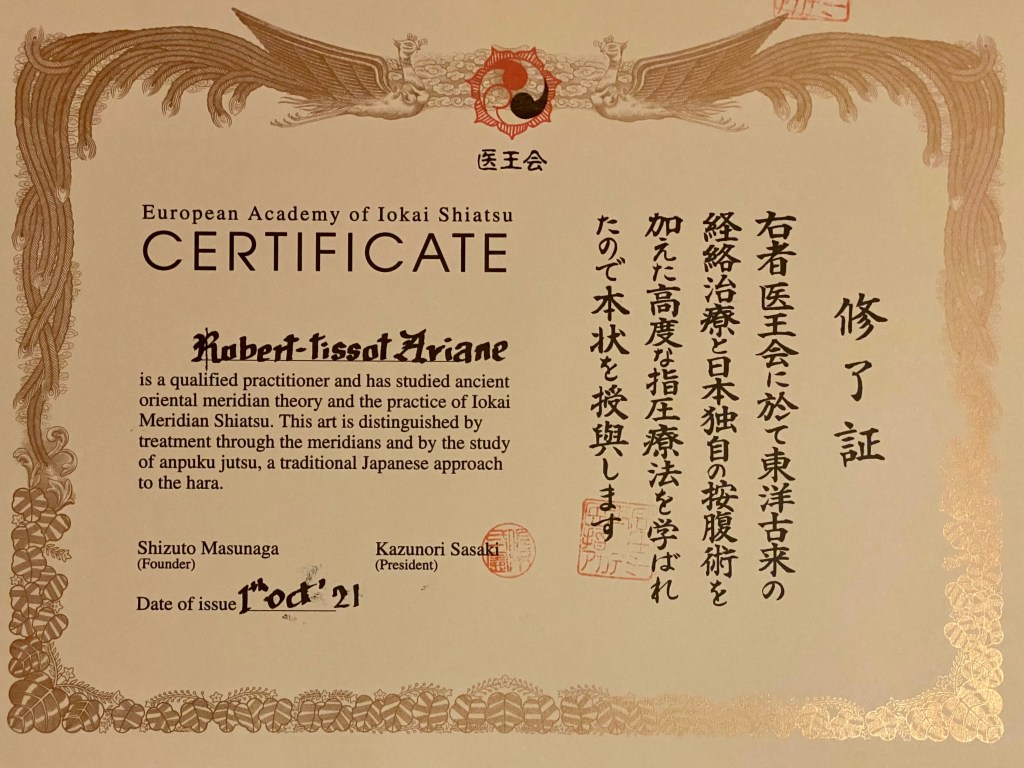 医王会
European Academy of Iokai Shiatsu
CERTIFICATE
Robert-tissot Ariane
is a qualified practitioner and has studied ancient
oriental meridian theory and the practice of Iokai
Meridian Shiatsu. This art is distinguished by
treatment through the meridians and by the study
of anpuku jutsu, a traditional Japanese approach
to the hara.
Shizuto Masunaga
(Founder)
Kazunori Sasaki
(President)
Date of issue 1th oct' 21
修了証
右者医王会に於て東洋古来の
経絡治療と日本独自の按腹術を
加えた高度な指圧療法を学ばれ
たので本状を授與します